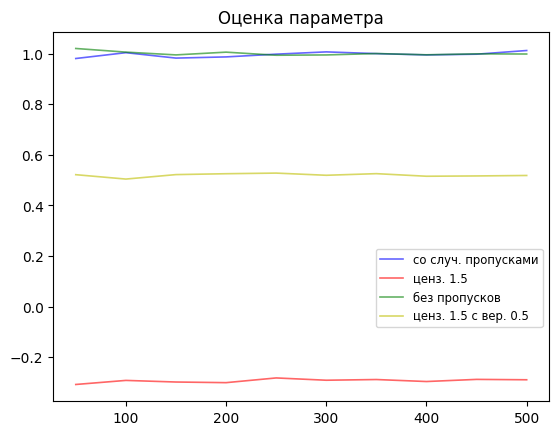 Оценка параметра
1.0
0.8
0.6
0.4
0.2
0.0
−0.2
со случ. пропусками
ценз. 1.5
без пропусков
ценз. 1.5 с вер. 0.5
100 200 300 400 500